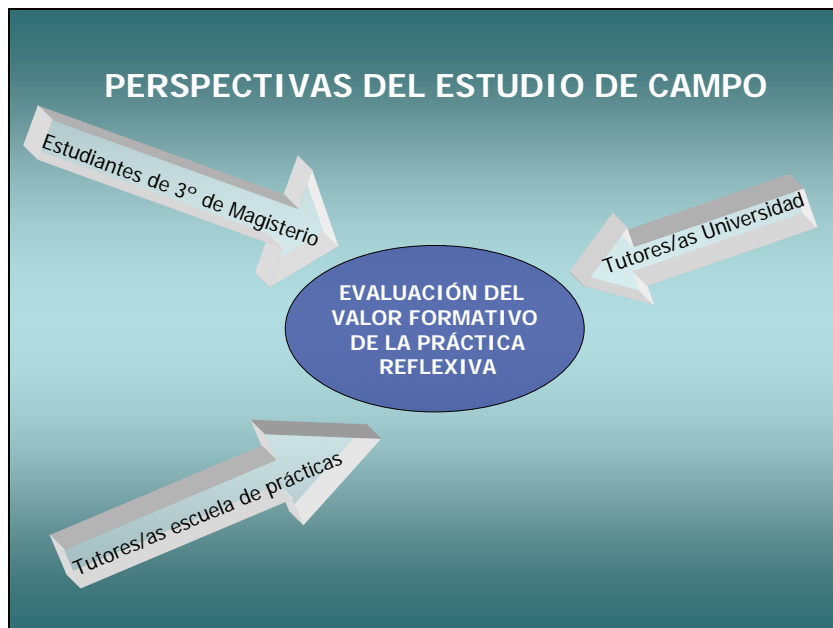 PERSPECTIVAS DEL ESTUDIO DE CAMPO
Estudiantes de 3º de Magisterio
Tutores/as Universidad
EVALUACIÓN DEL
VALOR FORMATIVO
DE LA PRÁCTICA
REFLEXIVA
Tutores/as escuela de prácticas